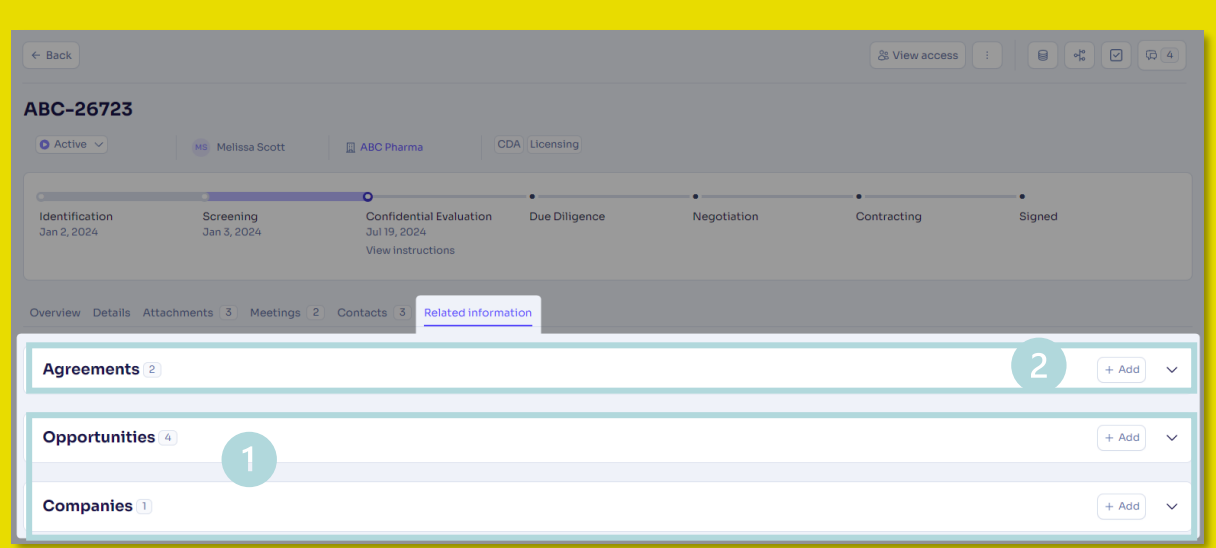 ← Back
View access
4
ABC-26723
Active
MS Melissa Scott
ABC Pharma
CDA Licensing
Identification Screening Confidential Evaluation Due Diligence Negotiation Contracting Signed
Jan 2, 2024 Jan 3, 2024 Jul 19, 2024
View instructions
Overview Details Attachments 3 Meetings 2 Contacts 3 Related information
Agreements 2
2
+ Add
Opportunities 4
+ Add
1
Companies 1
+ Add